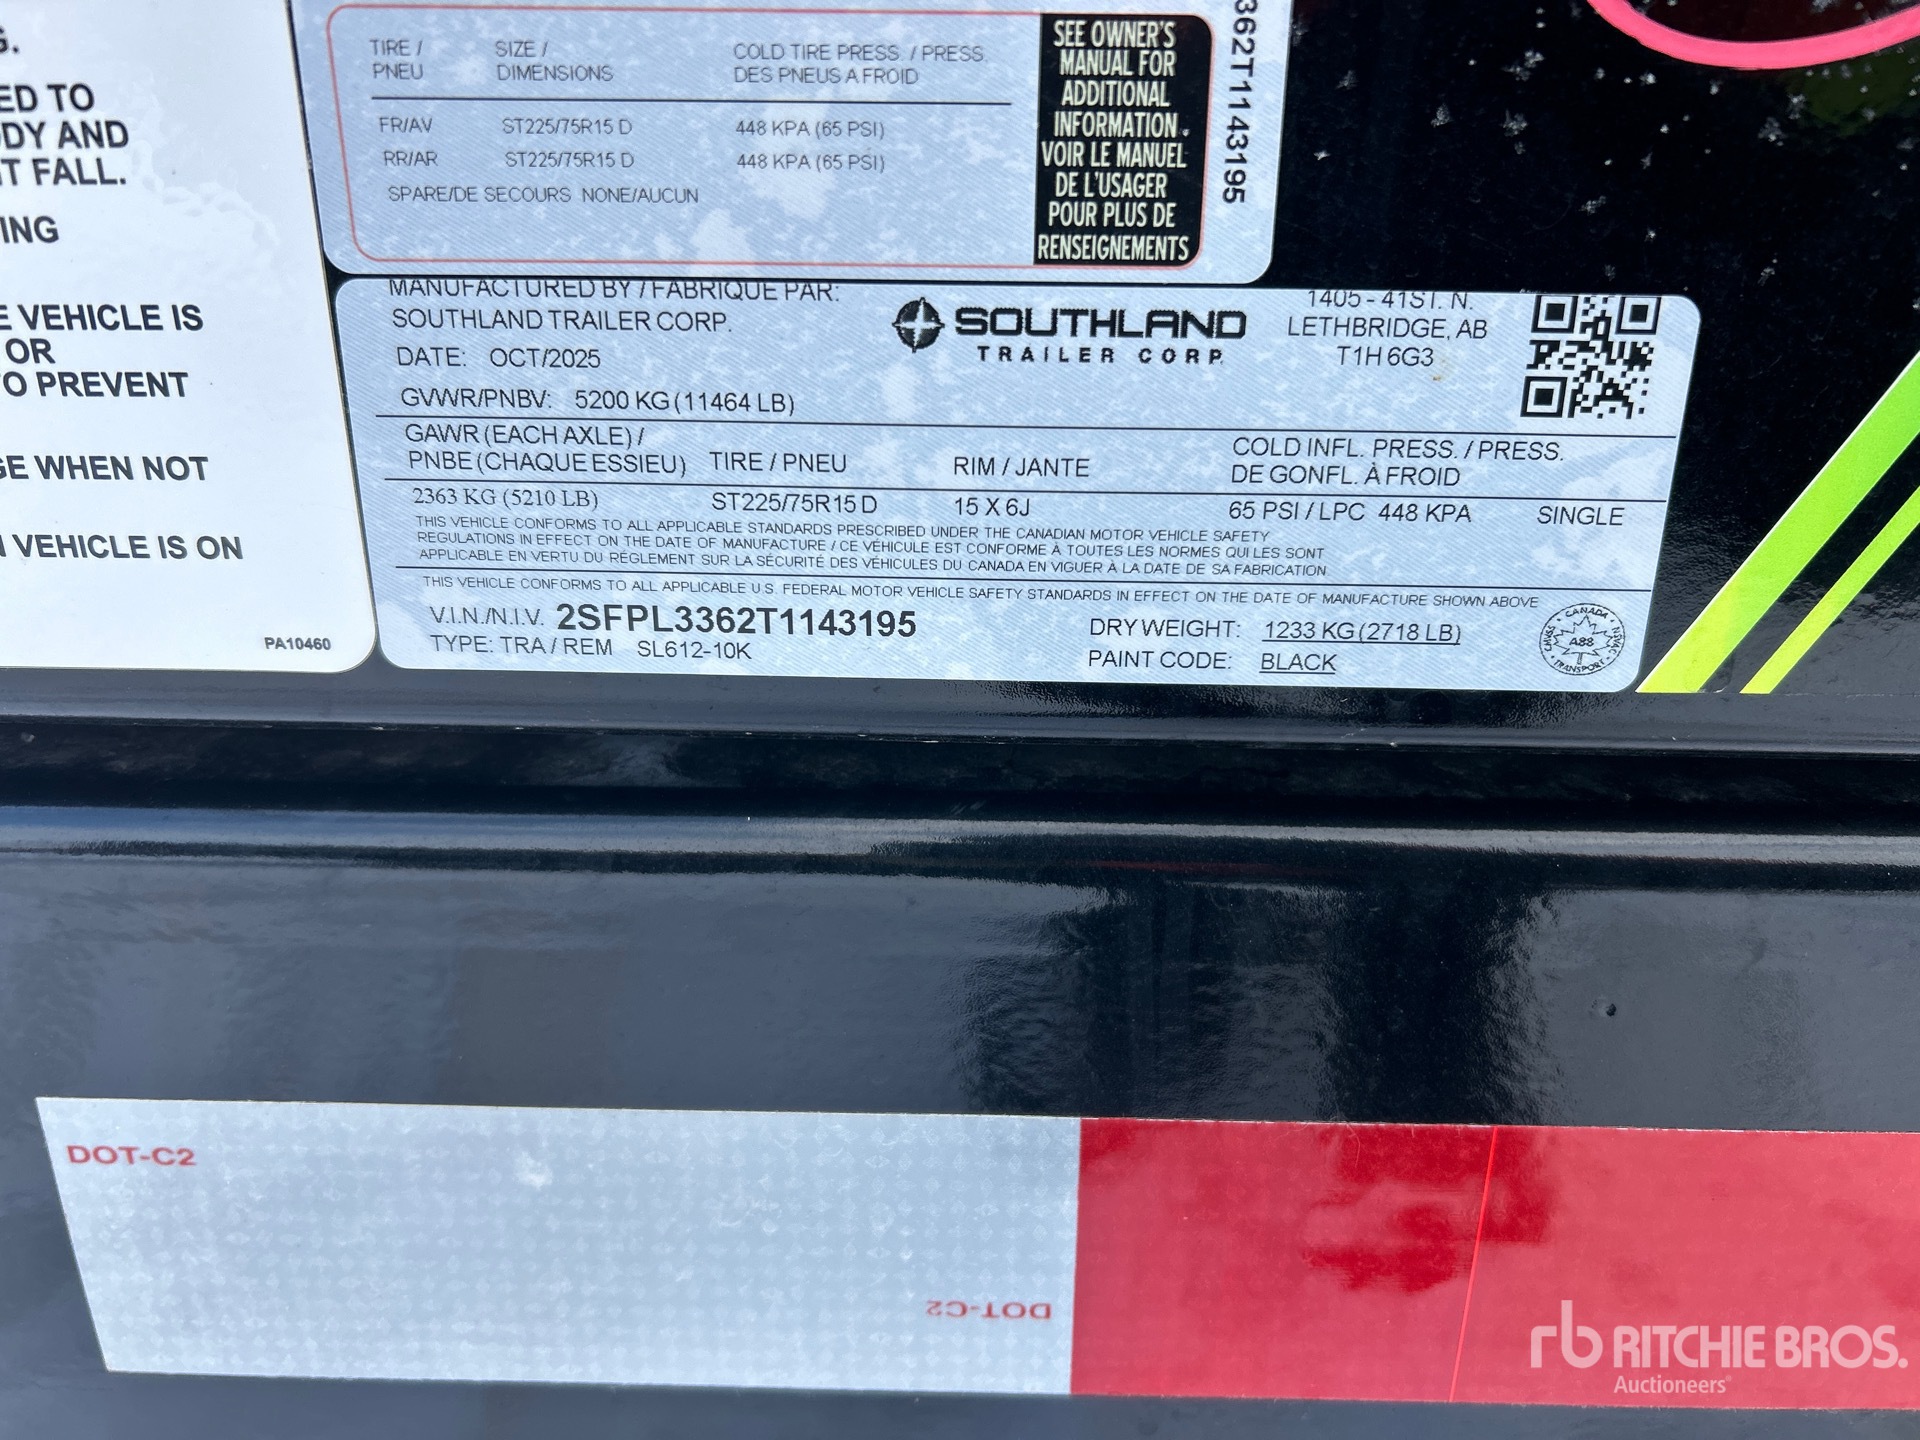 G.
ED TO
ODY AND
IT FALL.
ING
E VEHICLE IS
OR
TO PREVENT
GE WHEN NOT
N VEHICLE IS ON
PA10460
TIRE / PNEU SIZE / DIMENSIONS COLD TIRE PRESS. / PRESS. DES PNEUS A FROID
FR/AV ST225/75R15 D 448 KPA (65 PSI)
RR/AR ST225/75R15 D 448 KPA (65 PSI)
SPARE/DE SECOURS NONE/AUCUN
SEE OWNER'S
MANUAL FOR
ADDITIONAL
INFORMATION.
VOIR LE MANUEL
DE L'USAGER
POUR PLUS DE
RENSEIGNEMENTS
362T1143195
MANUFACTURED BY / FABRIQUE PAR:
SOUTHLAND TRAILER CORP.
DATE: OCT/2025
GVWR/PNBV: 5200 KG (11464 LB)
SOUTHLAND
TRAILER CORP.
1405 - 41ST. N.
LETHBRIDGE, AB
T1H 6G3
GAWR (EACH AXLE) / PNBE (CHAQUE ESSIEU) TIRE / PNEU RIM / JANTE COLD INFL. PRESS. / PRESS. DE GONFL. À FROID
2363 KG (5210 LB) ST225/75R15 D 15 X 6J 65 PSI / LPC 448 KPA SINGLE
THIS VEHICLE CONFORMS TO ALL APPLICABLE STANDARDS PRESCRIBED UNDER THE CANADIAN MOTOR VEHICLE SAFETY
REGULATIONS IN EFFECT ON THE DATE OF MANUFACTURE / CE VÉHICULE EST CONFORME À TOUTES LES NORMES QUI LES SONT
APPLICABLE EN VERTU DU RÉGLEMENT SUR LA SÉCURITÉ DES VÉHICULES DU CANADA EN VIGUER À LA DATE DE SA FABRICATION
THIS VEHICLE CONFORMS TO ALL APPLICABLE U.S. FEDERAL MOTOR VEHICLE SAFETY STANDARDS IN EFFECT ON THE DATE OF MANUFACTURE SHOWN ABOVE
V.I.N./N.I.V. 2SFPL3362T1143195
TYPE: TRA / REM SL612-10K
DRY WEIGHT: 1233 KG (2718 LB)
PAINT CODE: BLACK
CANADA
A88
TRANSPORT
DOT-C2
DOT-C2
rb RITCHIE BROS.
Auctioneers